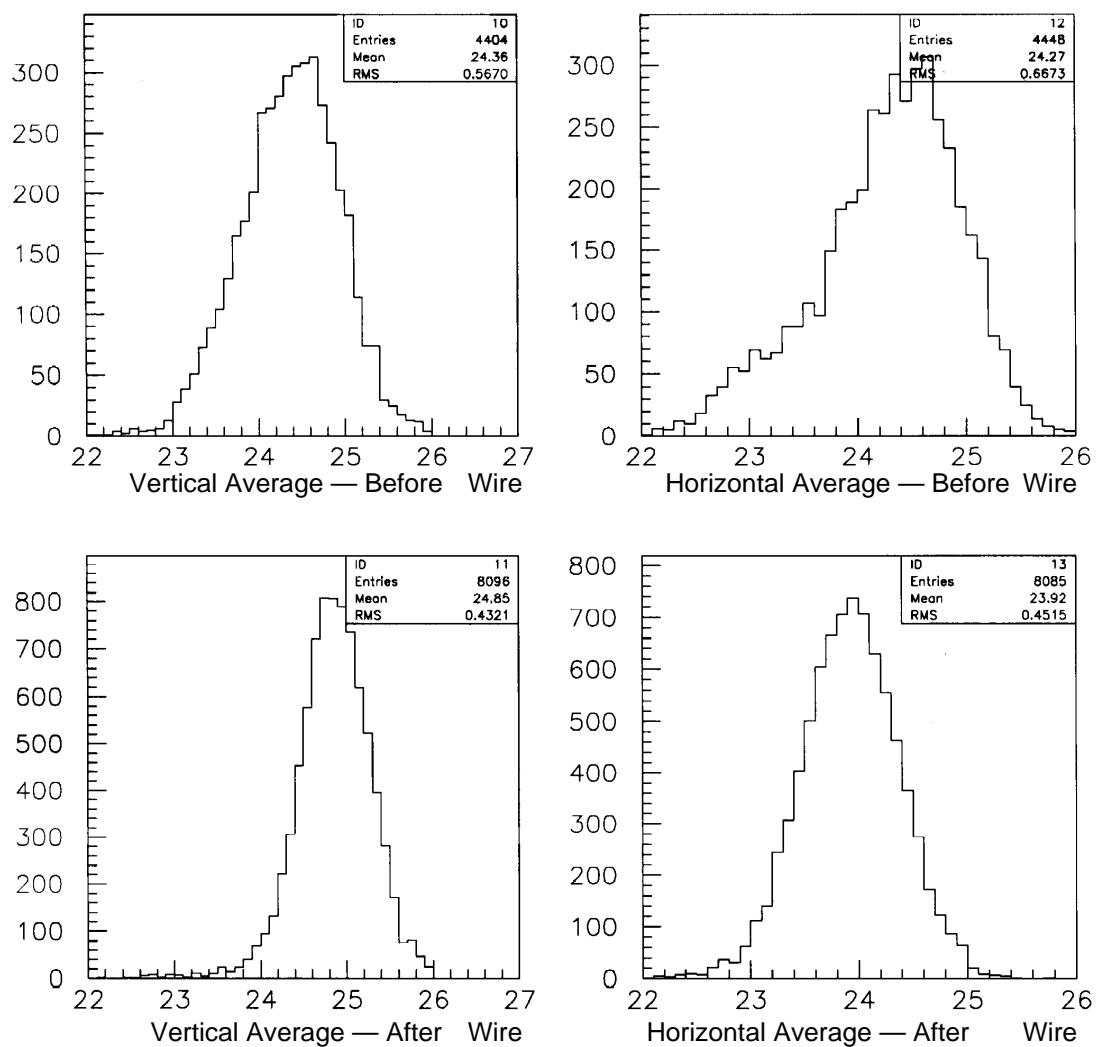 ID 10
Entries 4404
Mean 24.36
RMS 0.5670
300
250
200
150
100
50
0
22 23 24 25 26 27
Vertical Average — Before Wire
ID 12
Entries 4448
Mean 24.27
RMS 0.6673
300
250
200
150
100
50
0
22 23 24 25 26
Horizontal Average — Before Wire
ID 11
Entries 8096
Mean 24.85
RMS 0.4321
800
700
600
500
400
300
200
100
0
22 23 24 25 26 27
Vertical Average — After Wire
ID 13
Entries 8085
Mean 23.92
RMS 0.4515
800
700
600
500
400
300
200
100
0
22 23 24 25 26
Horizontal Average — After Wire